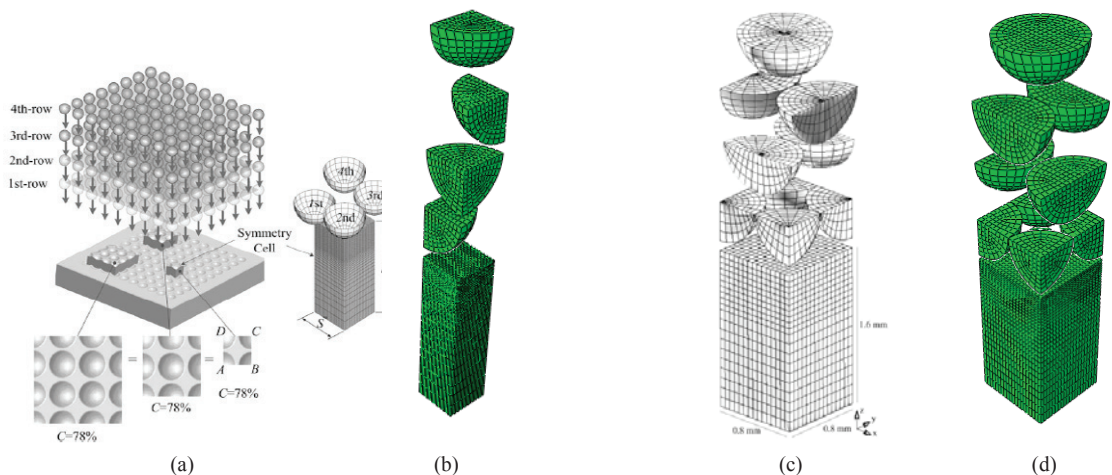 4th-row
3rd-row
2nd-row
1st-row
4th
1st
3rd
2nd
Symmetry
Cell
S
D C
= =
A B
C=78%
C=78%
C=78%
1.6 mm
0.8 mm
0.8 mm
z
y
x
(a) (b) (c) (d)